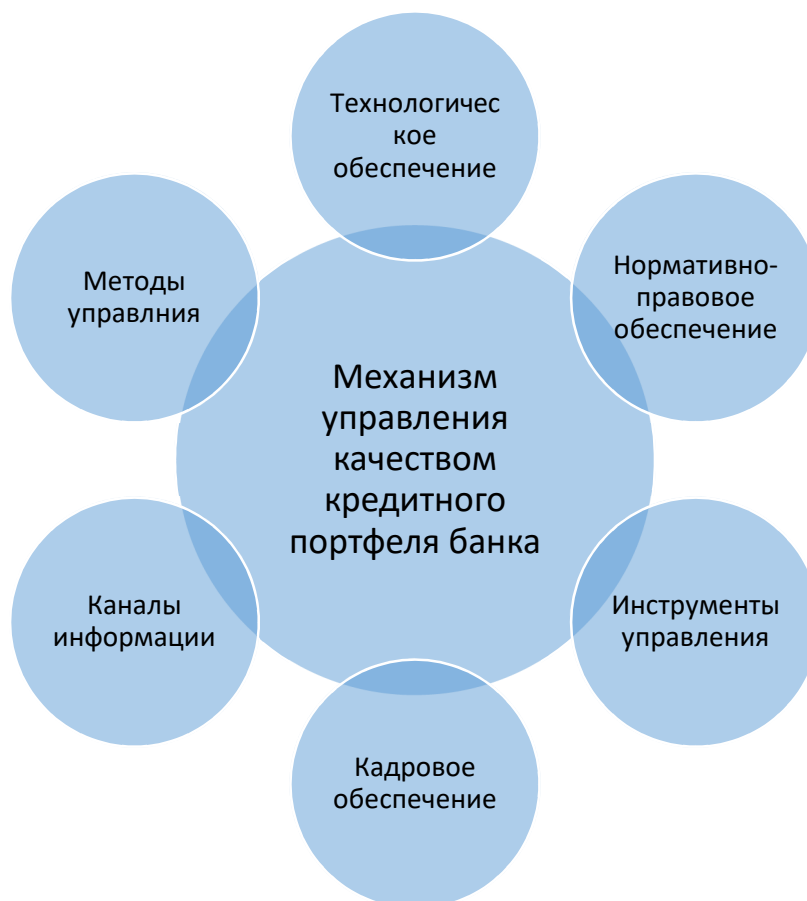 Технологичес
кое
обеспечение
Нормативно-
правовое
обеспечение
Методы
управлния
Механизм
управления
качеством
кредитного
портфеля банка
Каналы
информации
Инструменты
управления
Кадровое
обеспечение